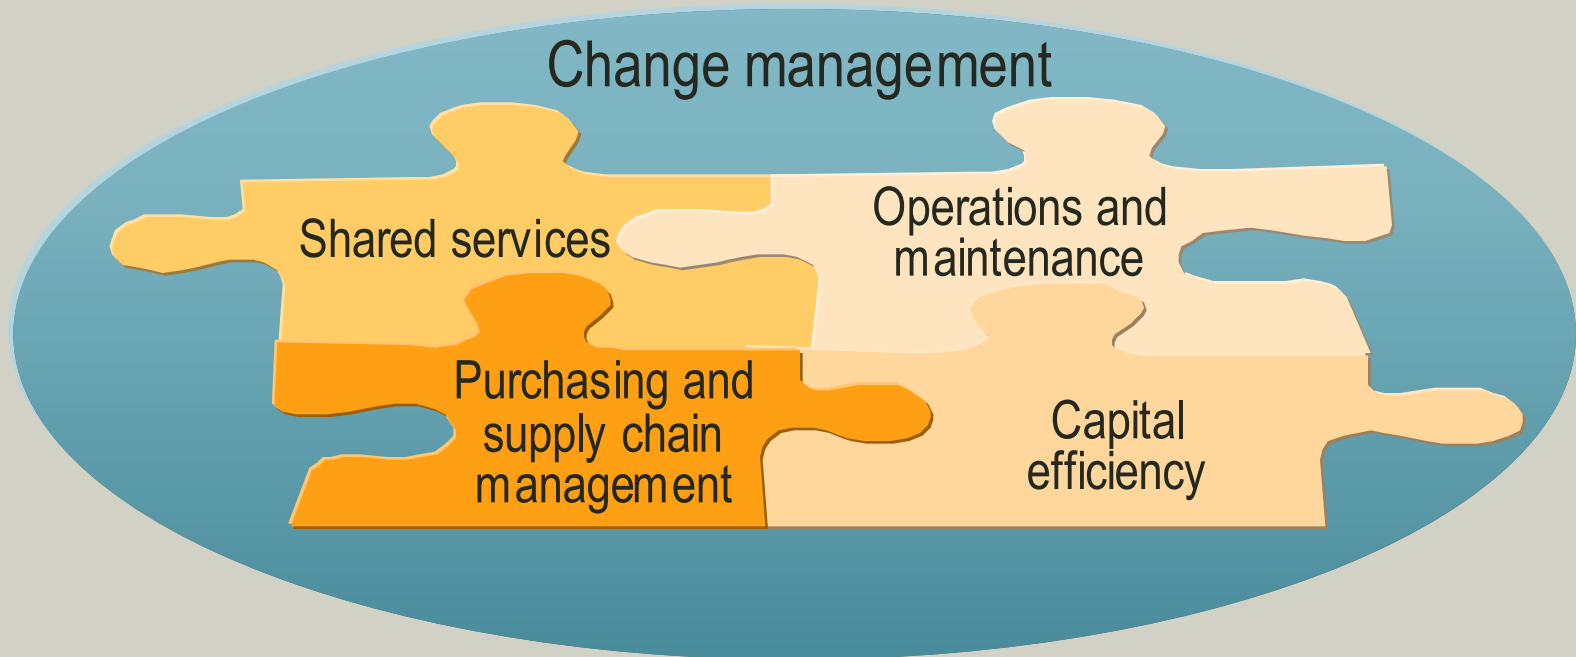 Change management
Shared services
Operations and
maintenance
Purchasing and
supply chain
management
Capital
efficiency